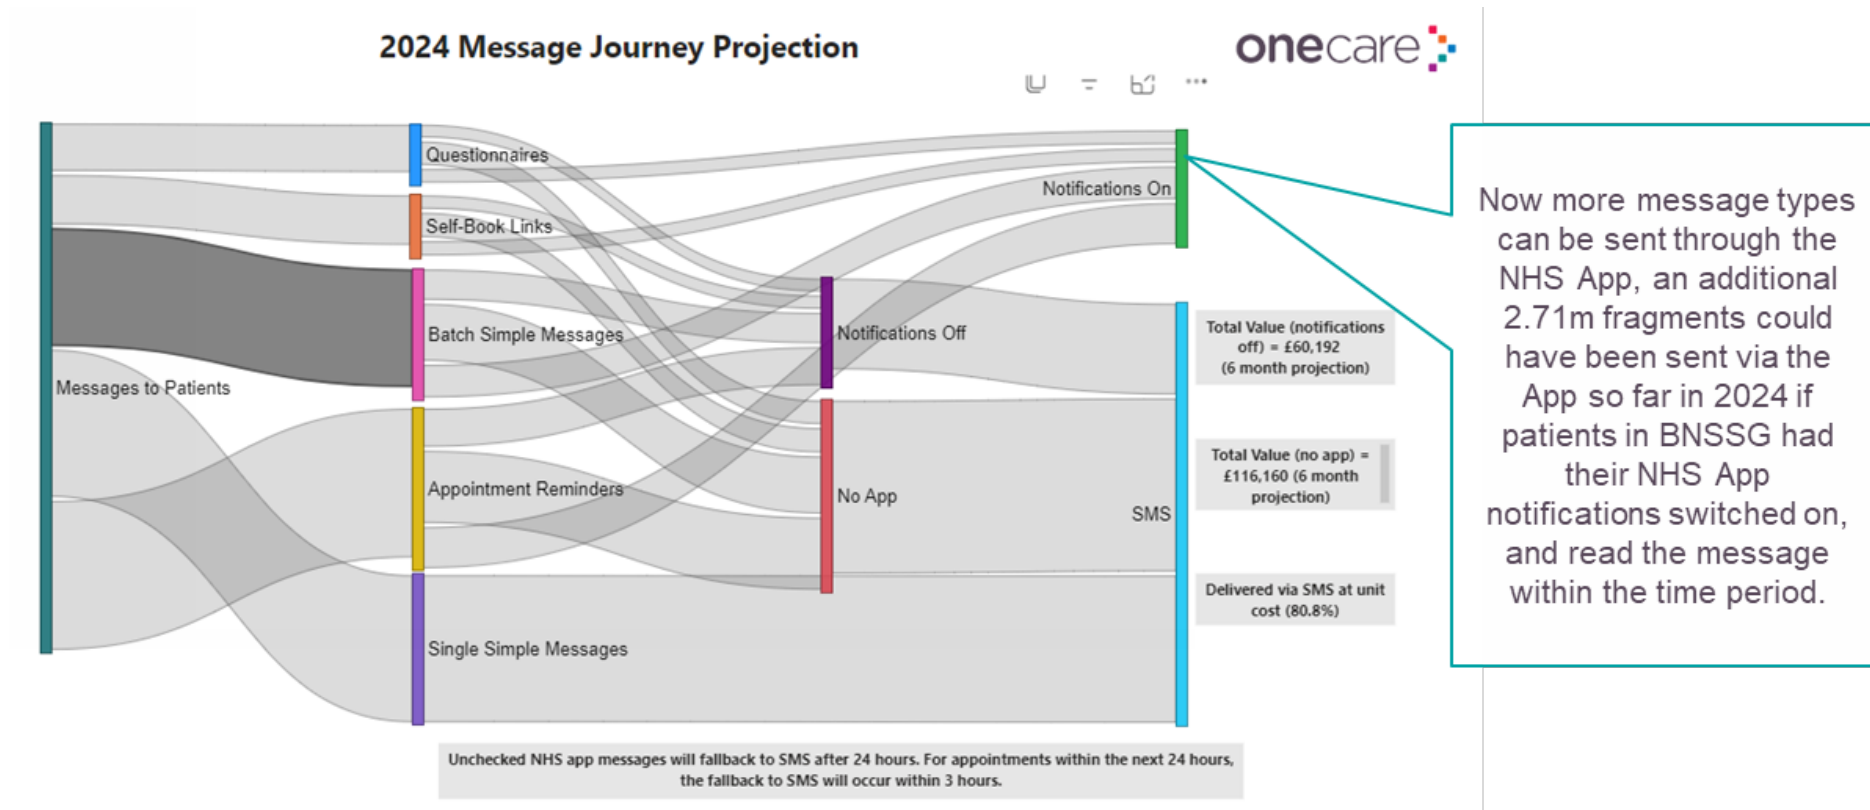 2024 Message Journey Projection
onecare
Questionnaires
Self-Book Links
Batch Simple Messages
Messages to Patients
Appointment Reminders
Single Simple Messages
Notifications Off
No App
Notifications On
SMS
Total Value (notifications
off) = £60,192
(6 month projection)
Total Value (no app) =
£116,160 (6 month
projection)
Delivered via SMS at unit
cost (80.8%)
Unchecked NHS app messages will fallback to SMS after 24 hours. For appointments within the next 24 hours,
the fallback to SMS will occur within 3 hours.
Now more message types
can be sent through the
NHS App, an additional
2.71m fragments could
have been sent via the
App so far in 2024 if
patients in BNSSG had
their NHS App
notifications switched on,
and read the message
within the time period.